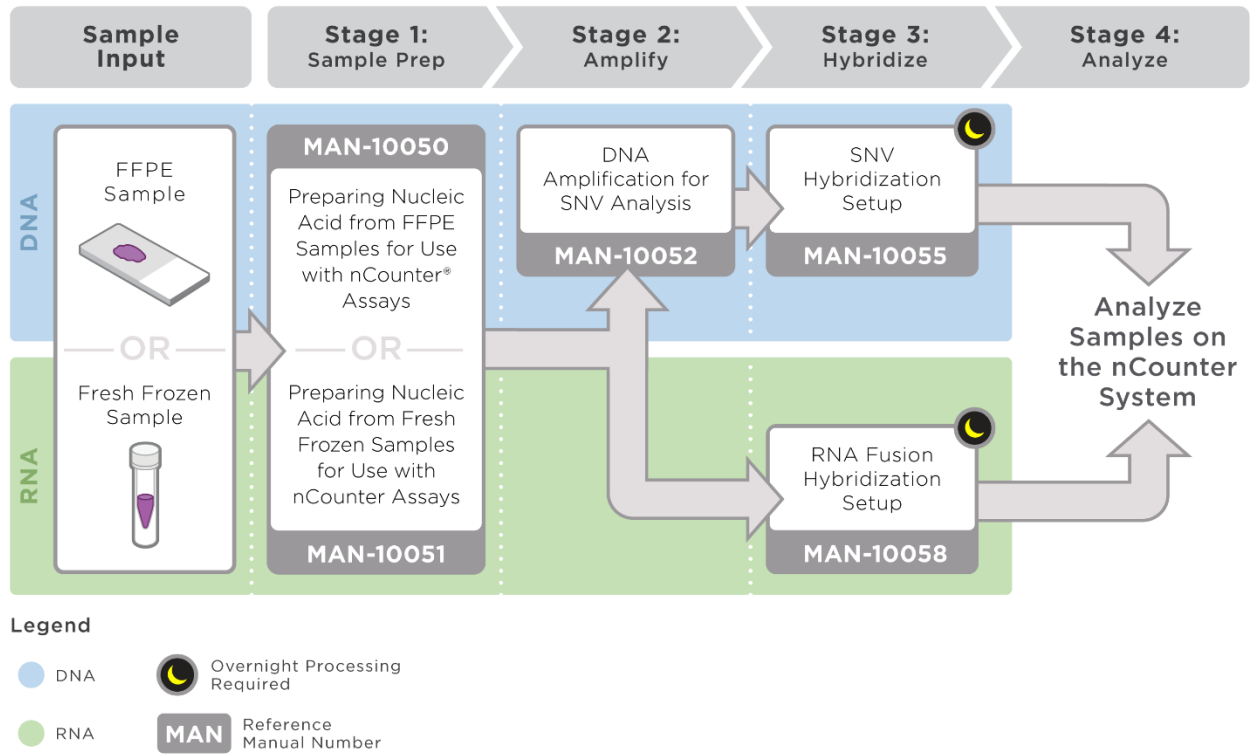 Sample
Input
Stage 1:
Sample Prep
Stage 2:
Amplify
Stage 3:
Hybridize
Stage 4:
Analyze
DNA
RNA
FFPE
Sample
OR
Fresh Frozen
Sample
MAN-10050
Preparing Nucleic
Acid from FFPE
Samples for Use
with nCounter®
Assays
OR
Preparing Nucleic
Acid from Fresh
Frozen Samples
for Use with
nCounter Assays
MAN-10051
DNA
Amplification for
SNV Analysis
MAN-10052
SNV
Hybridization
Setup
MAN-10055
RNA Fusion
Hybridization
Setup
MAN-10058
Analyze
Samples on
the nCounter
System
Legend
DNA
RNA
Overnight Processing
Required
MAN
Reference
Manual Number